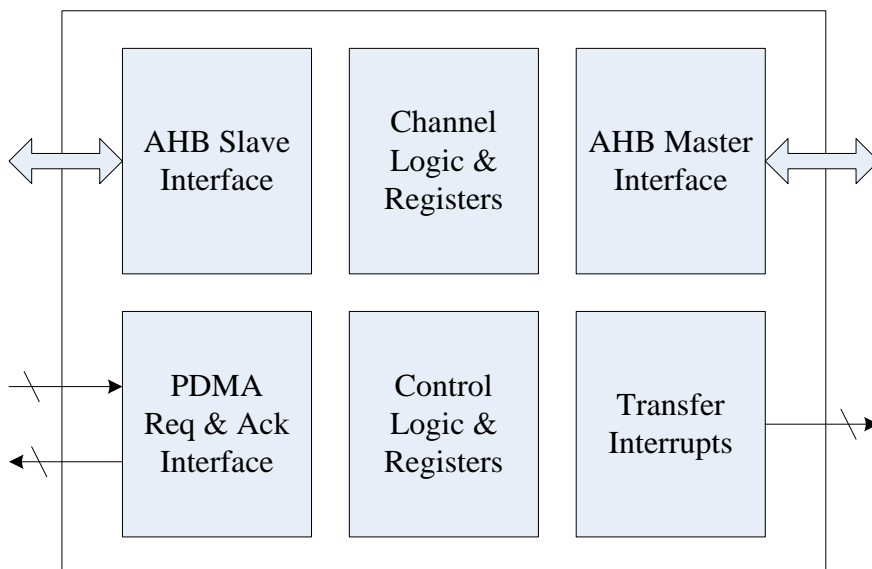 AHB Slave
Interface
Channel
Logic &
Registers
AHB Master
Interface
PDMA
Req & Ack
Interface
Control
Logic &
Registers
Transfer
Interrupts